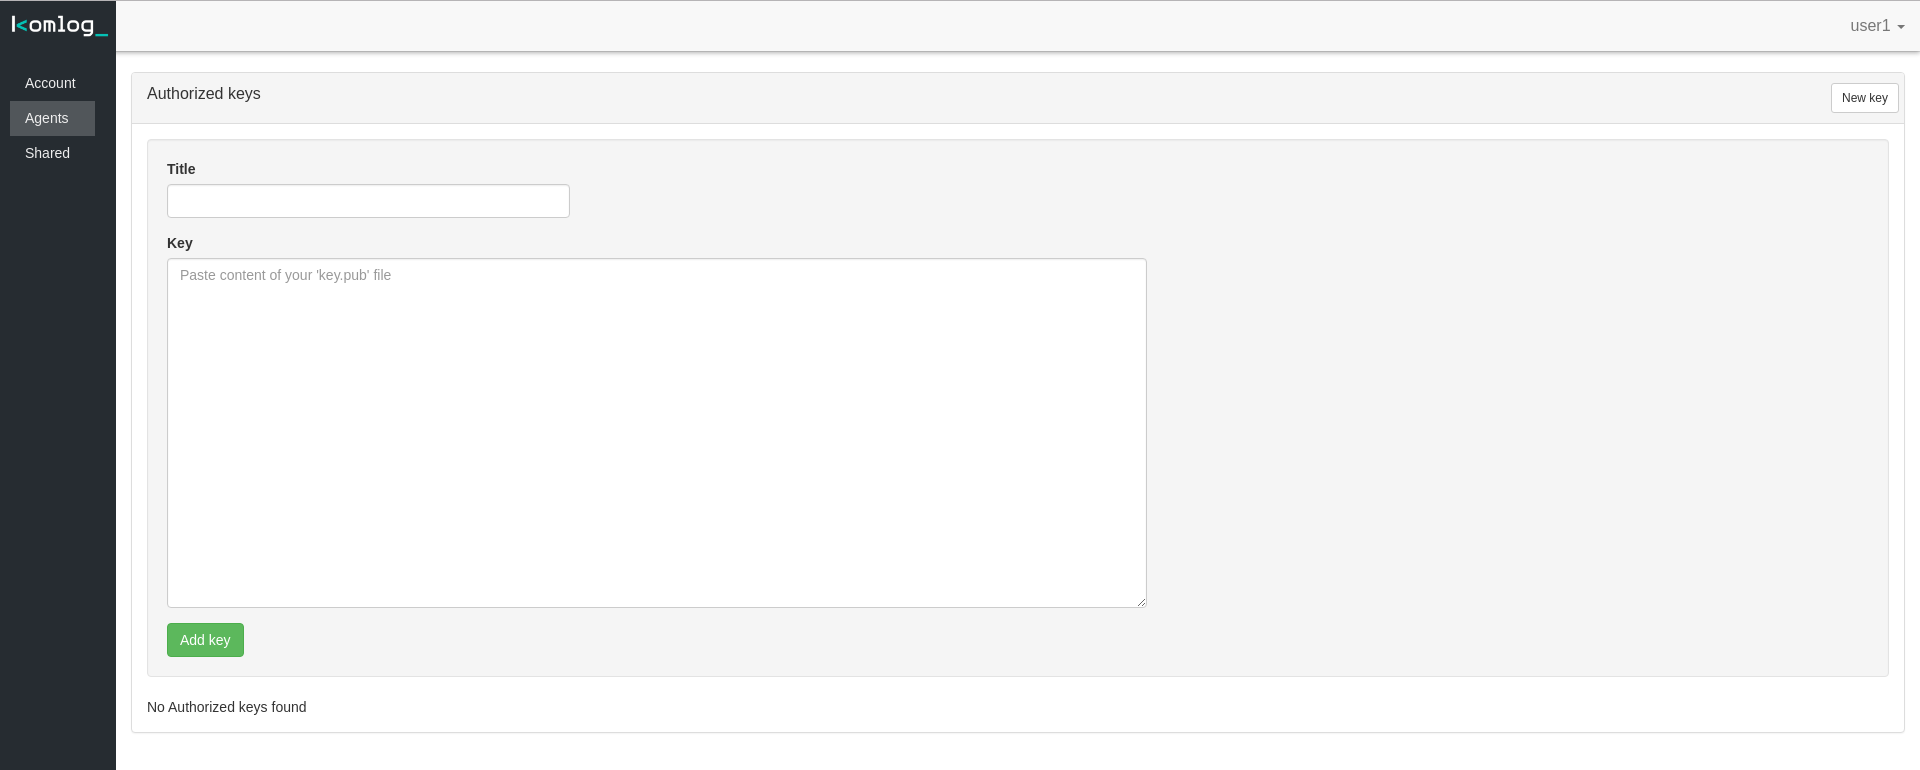 komlog_
user1
Account
Agents
Shared
Authorized keys
New key
Title
Key
Paste content of your 'key.pub' file
Add key
No Authorized keys found